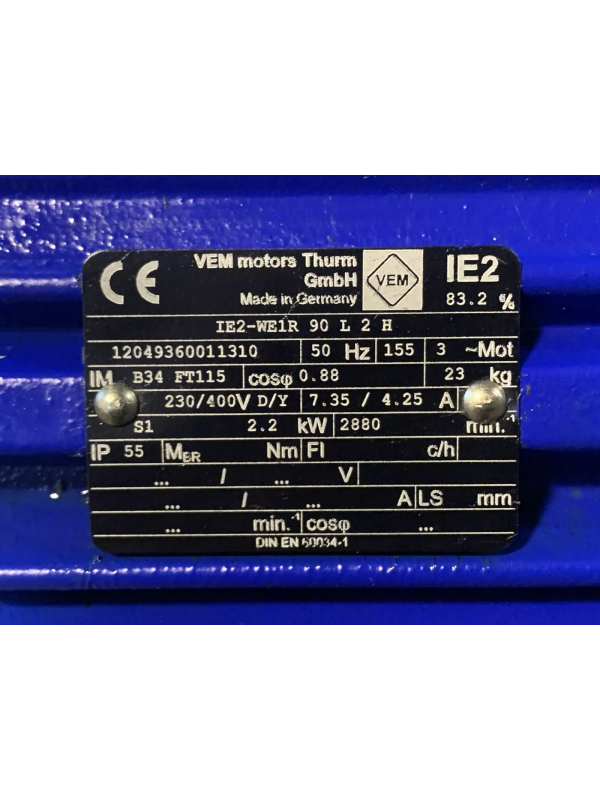 CE VEM motors Thurm GmbH VEM IE2
Made in Germany 83.2 %
IE2-WE1R 90 L 2 H
12049360011310 50 Hz 155 3 ~Mot
IM B34 FT115 cosφ 0.88 23 kg
230/400V D/Y 7.35 / 4.25 A
S1 2.2 kW 2880 min.-1
IP 55 MBR Nm Fl c/h
... / ... V
... / ... A LS mm
... min.-1 cosφ ...
DIN EN 60034-1